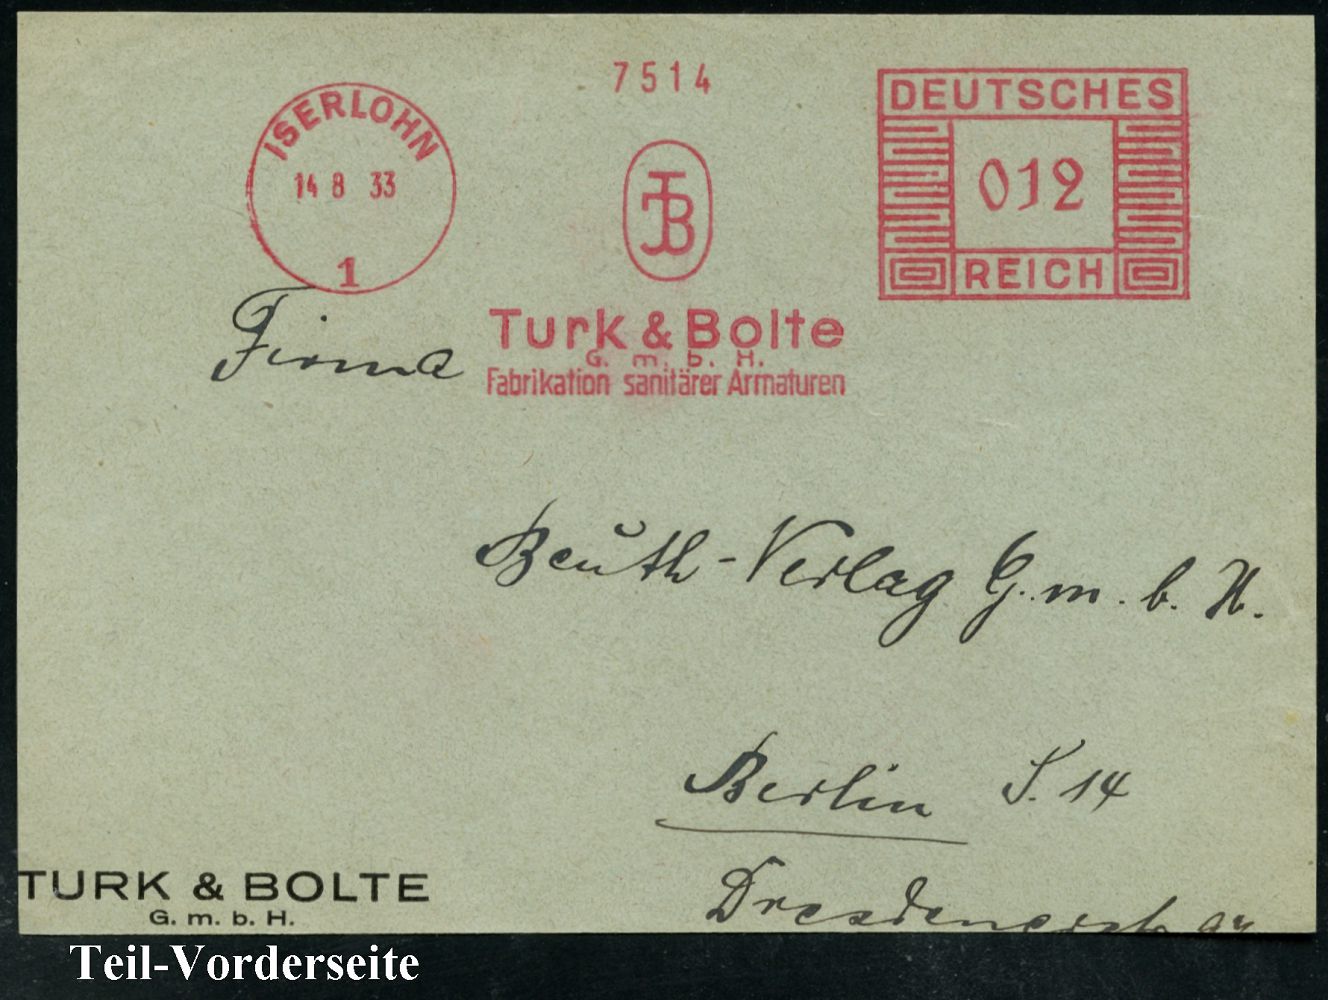 7514
ISERLOHN
14 8 33
1
DEUTSCHES
012
REICH
TB
Turk & Bolte
G. m. b. H.
Fabrikation sanitärer Armaturen
Firma
Beuth-Verlag G. m. b. H.
Berlin S. 14
TURK & BOLTE
G. m. b. H.
Teil-Vorderseite